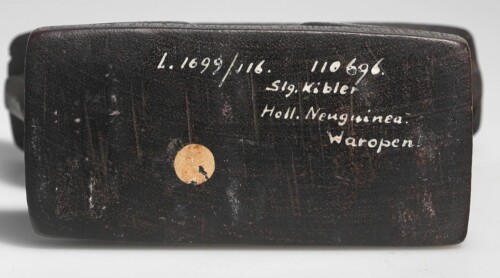 L. 1699/116. 110696.
Slg. Kibler
Holl. Neuguinea.
Waropen.